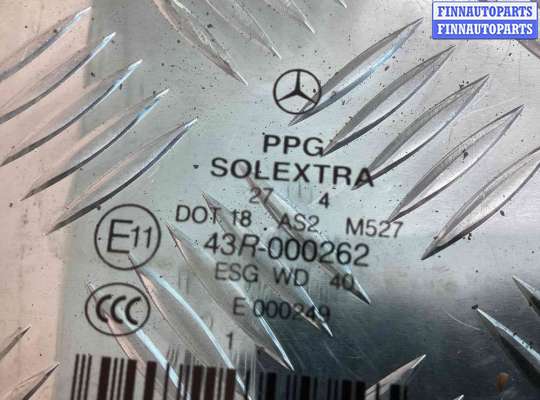 FINNAUTOPARTS
FINNAUTOPARTS
PPG
SOLEXTRA
27 4
DOT 18 AS2 M527
E11
43R-000262
ESG WD 40
CCC
E 000249
1